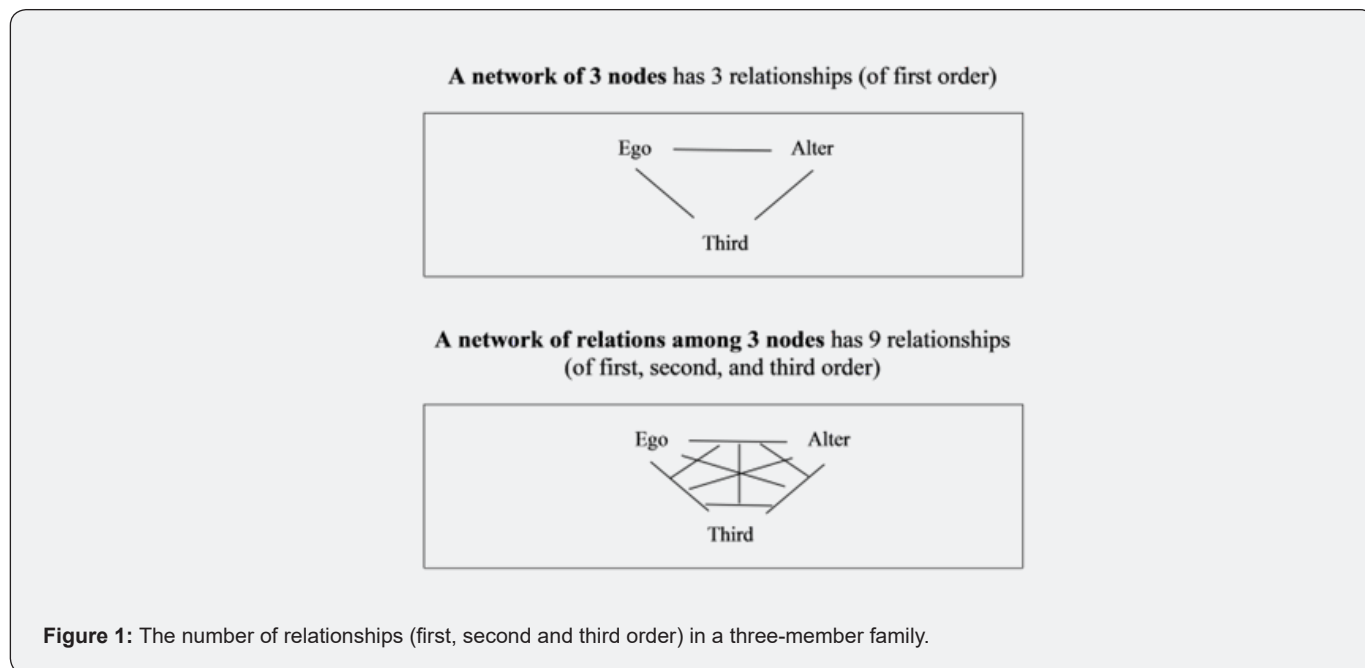 A network of 3 nodes has 3 relationships (of first order)
Ego Alter
Third
A network of relations among 3 nodes has 9 relationships
(of first, second, and third order)
Ego Alter
Third
Figure 1: The number of relationships (first, second and third order) in a three-member family.